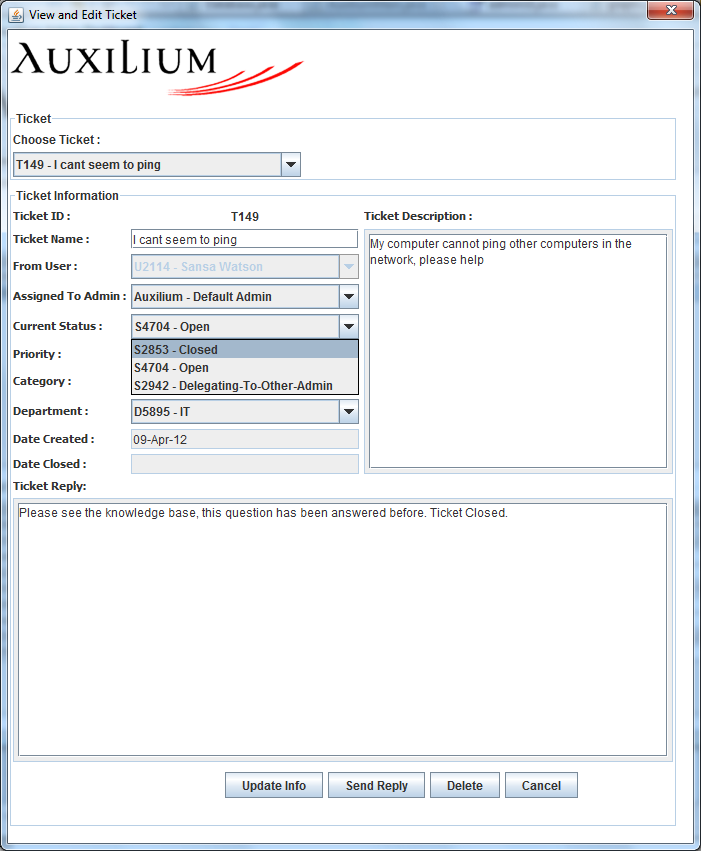 View and Edit Ticket
AUXILIUM
Ticket
Choose Ticket :
T149 - I cant seem to ping
Ticket Information
Ticket ID : T149
Ticket Name : I cant seem to ping
From User : U2114 - Sansa Watson
Assigned To Admin : Auxilium - Default Admin
Current Status : S4704 - Open
S2853 - Closed
Priority :
S4704 - Open
Category :
S2942 - Delegating-To-Other-Admin
Department : D5895 - IT
Date Created : 09-Apr-12
Date Closed :
Ticket Description :
My computer cannot ping other computers in the
network, please help
Ticket Reply:
Please see the knowledge base, this question has been answered before. Ticket Closed.
Update Info Send Reply Delete Cancel